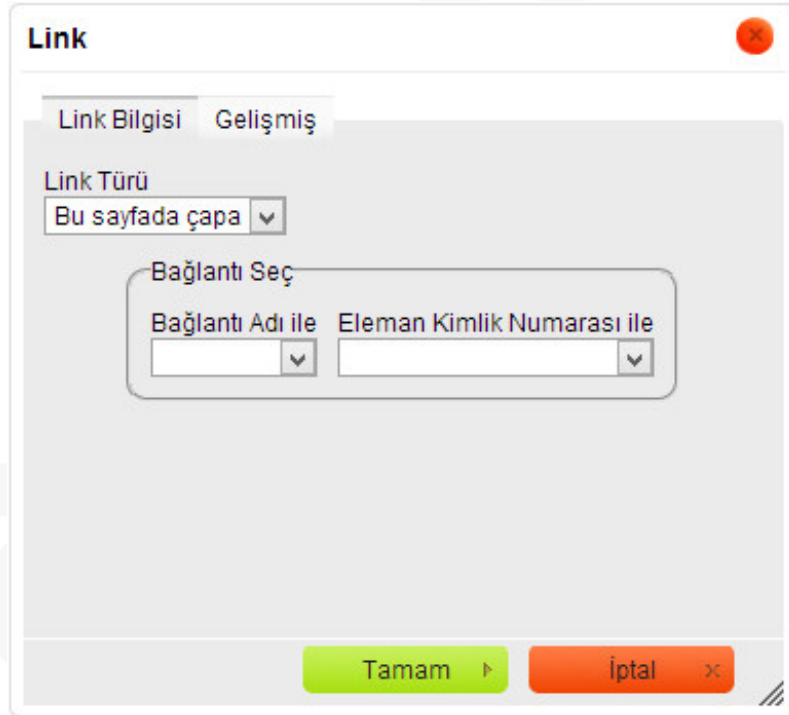 Link
Link Bilgisi Gelişmiş
Link Türü
Bu sayfada çapa
Bağlantı Seç
Bağlantı Adı ile Eleman Kimlik Numarası ile
Tamam İptal